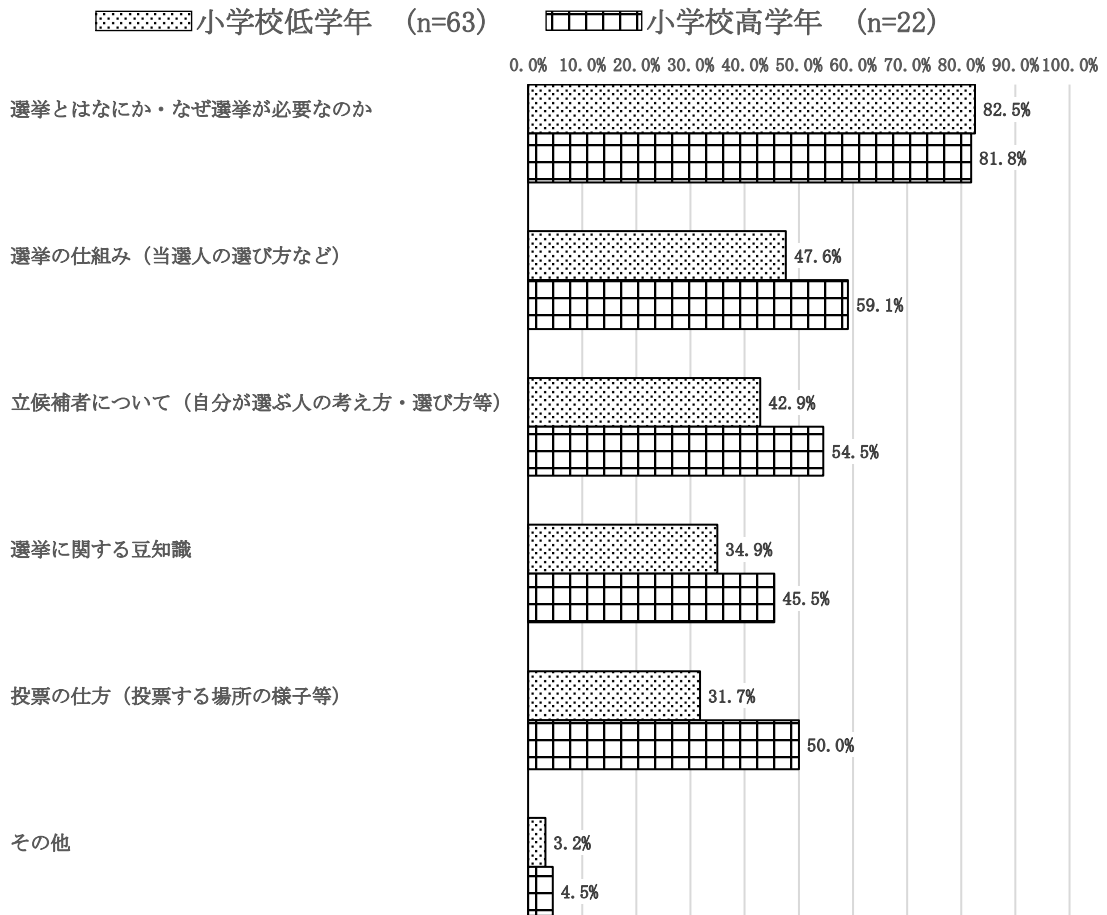 小学校低学年　(n=63)　小学校高学年　(n=22)
0.0% 10.0% 20.0% 30.0% 40.0% 50.0% 60.0% 70.0% 80.0% 90.0% 100.0%
選挙とはなにか・なぜ選挙が必要なのか
82.5%
81.8%
選挙の仕組み（当選人の選び方など）
47.6%
59.1%
立候補者について（自分が選ぶ人の考え方・選び方等）
42.9%
54.5%
選挙に関する豆知識
34.9%
45.5%
投票の仕方（投票する場所の様子等）
31.7%
50.0%
その他
3.2%
4.5%